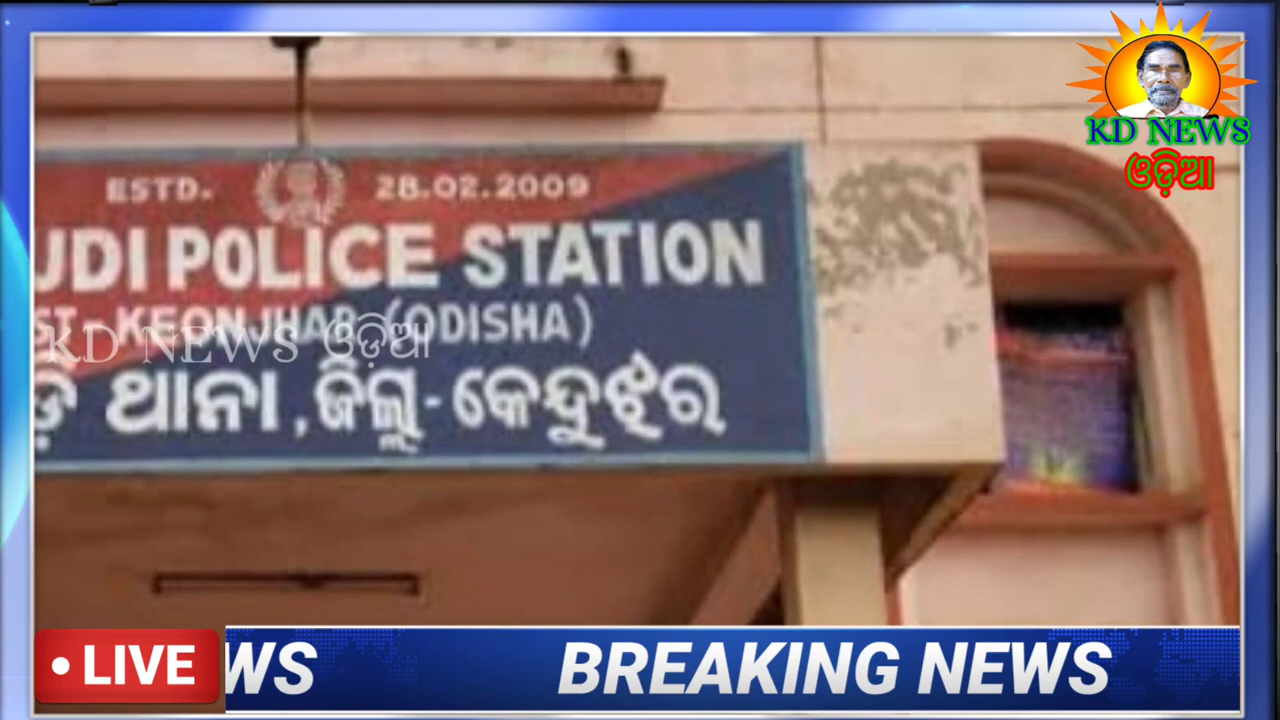 KD NEWS
ଓଡ଼ିଆ
ESTD. 28.02.2009
UDI POLICE STATION
ST-KEONJHAR (ODISHA)
KD NEWS ଓଡ଼ିଆ
ଡ଼ି ଥାନା, ଜିଲ୍ଲା-କେନ୍ଦୁଝର
LIVE WS BREAKING NEWS